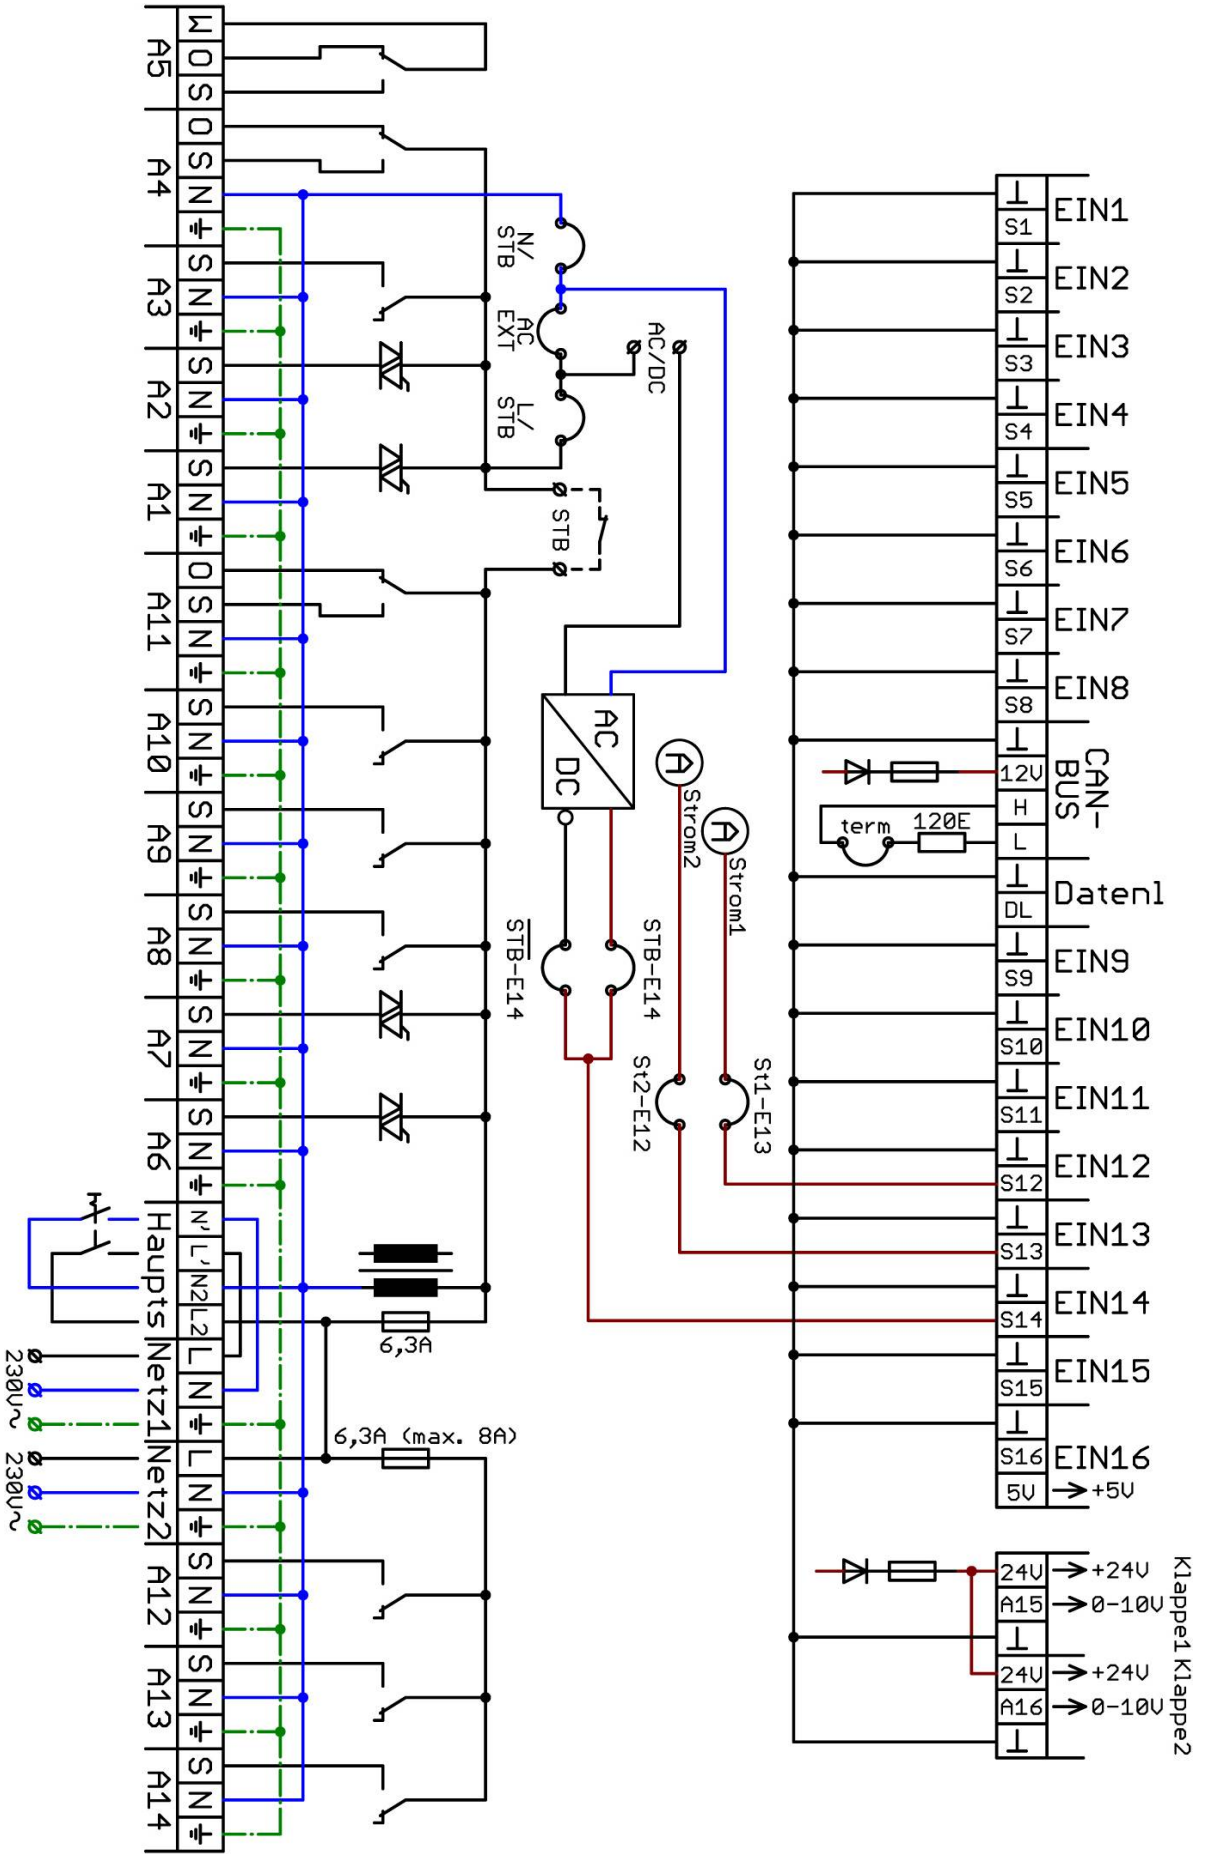 A5
W
O
S
A4
O
S
N
A3
S
N
A2
S
N
A1
S
N
A11
O
S
N
A10
S
N
A9
S
N
A8
S
N
A7
S
N
A6
S
N
Haupts
N'
L'
N2
L2
Netz1
L
N
230V~
Netz2
L
N
230V~
A12
S
N
A13
S
N
A14
S
N
N/
STB
AC
EXT
L/
STB
AC/DC
STB
AC
DC
A
Strom2
A
Strom1
STB-E14
STB-E14
St2-E12
St1-E13
6,3A
6,3A (max. 8A)
EIN1
S1
EIN2
S2
EIN3
S3
EIN4
S4
EIN5
S5
EIN6
S6
EIN7
S7
EIN8
S8
CAN-
BUS
12V
H
L
term
120E
Datenl
DL
EIN9
S9
EIN10
S10
EIN11
S11
EIN12
S12
EIN13
S13
EIN14
S14
EIN15
S15
EIN16
S16
5V
+5V
Klappe1
24V
+24V
A15
0-10V
Klappe2
24V
+24V
A16
0-10V